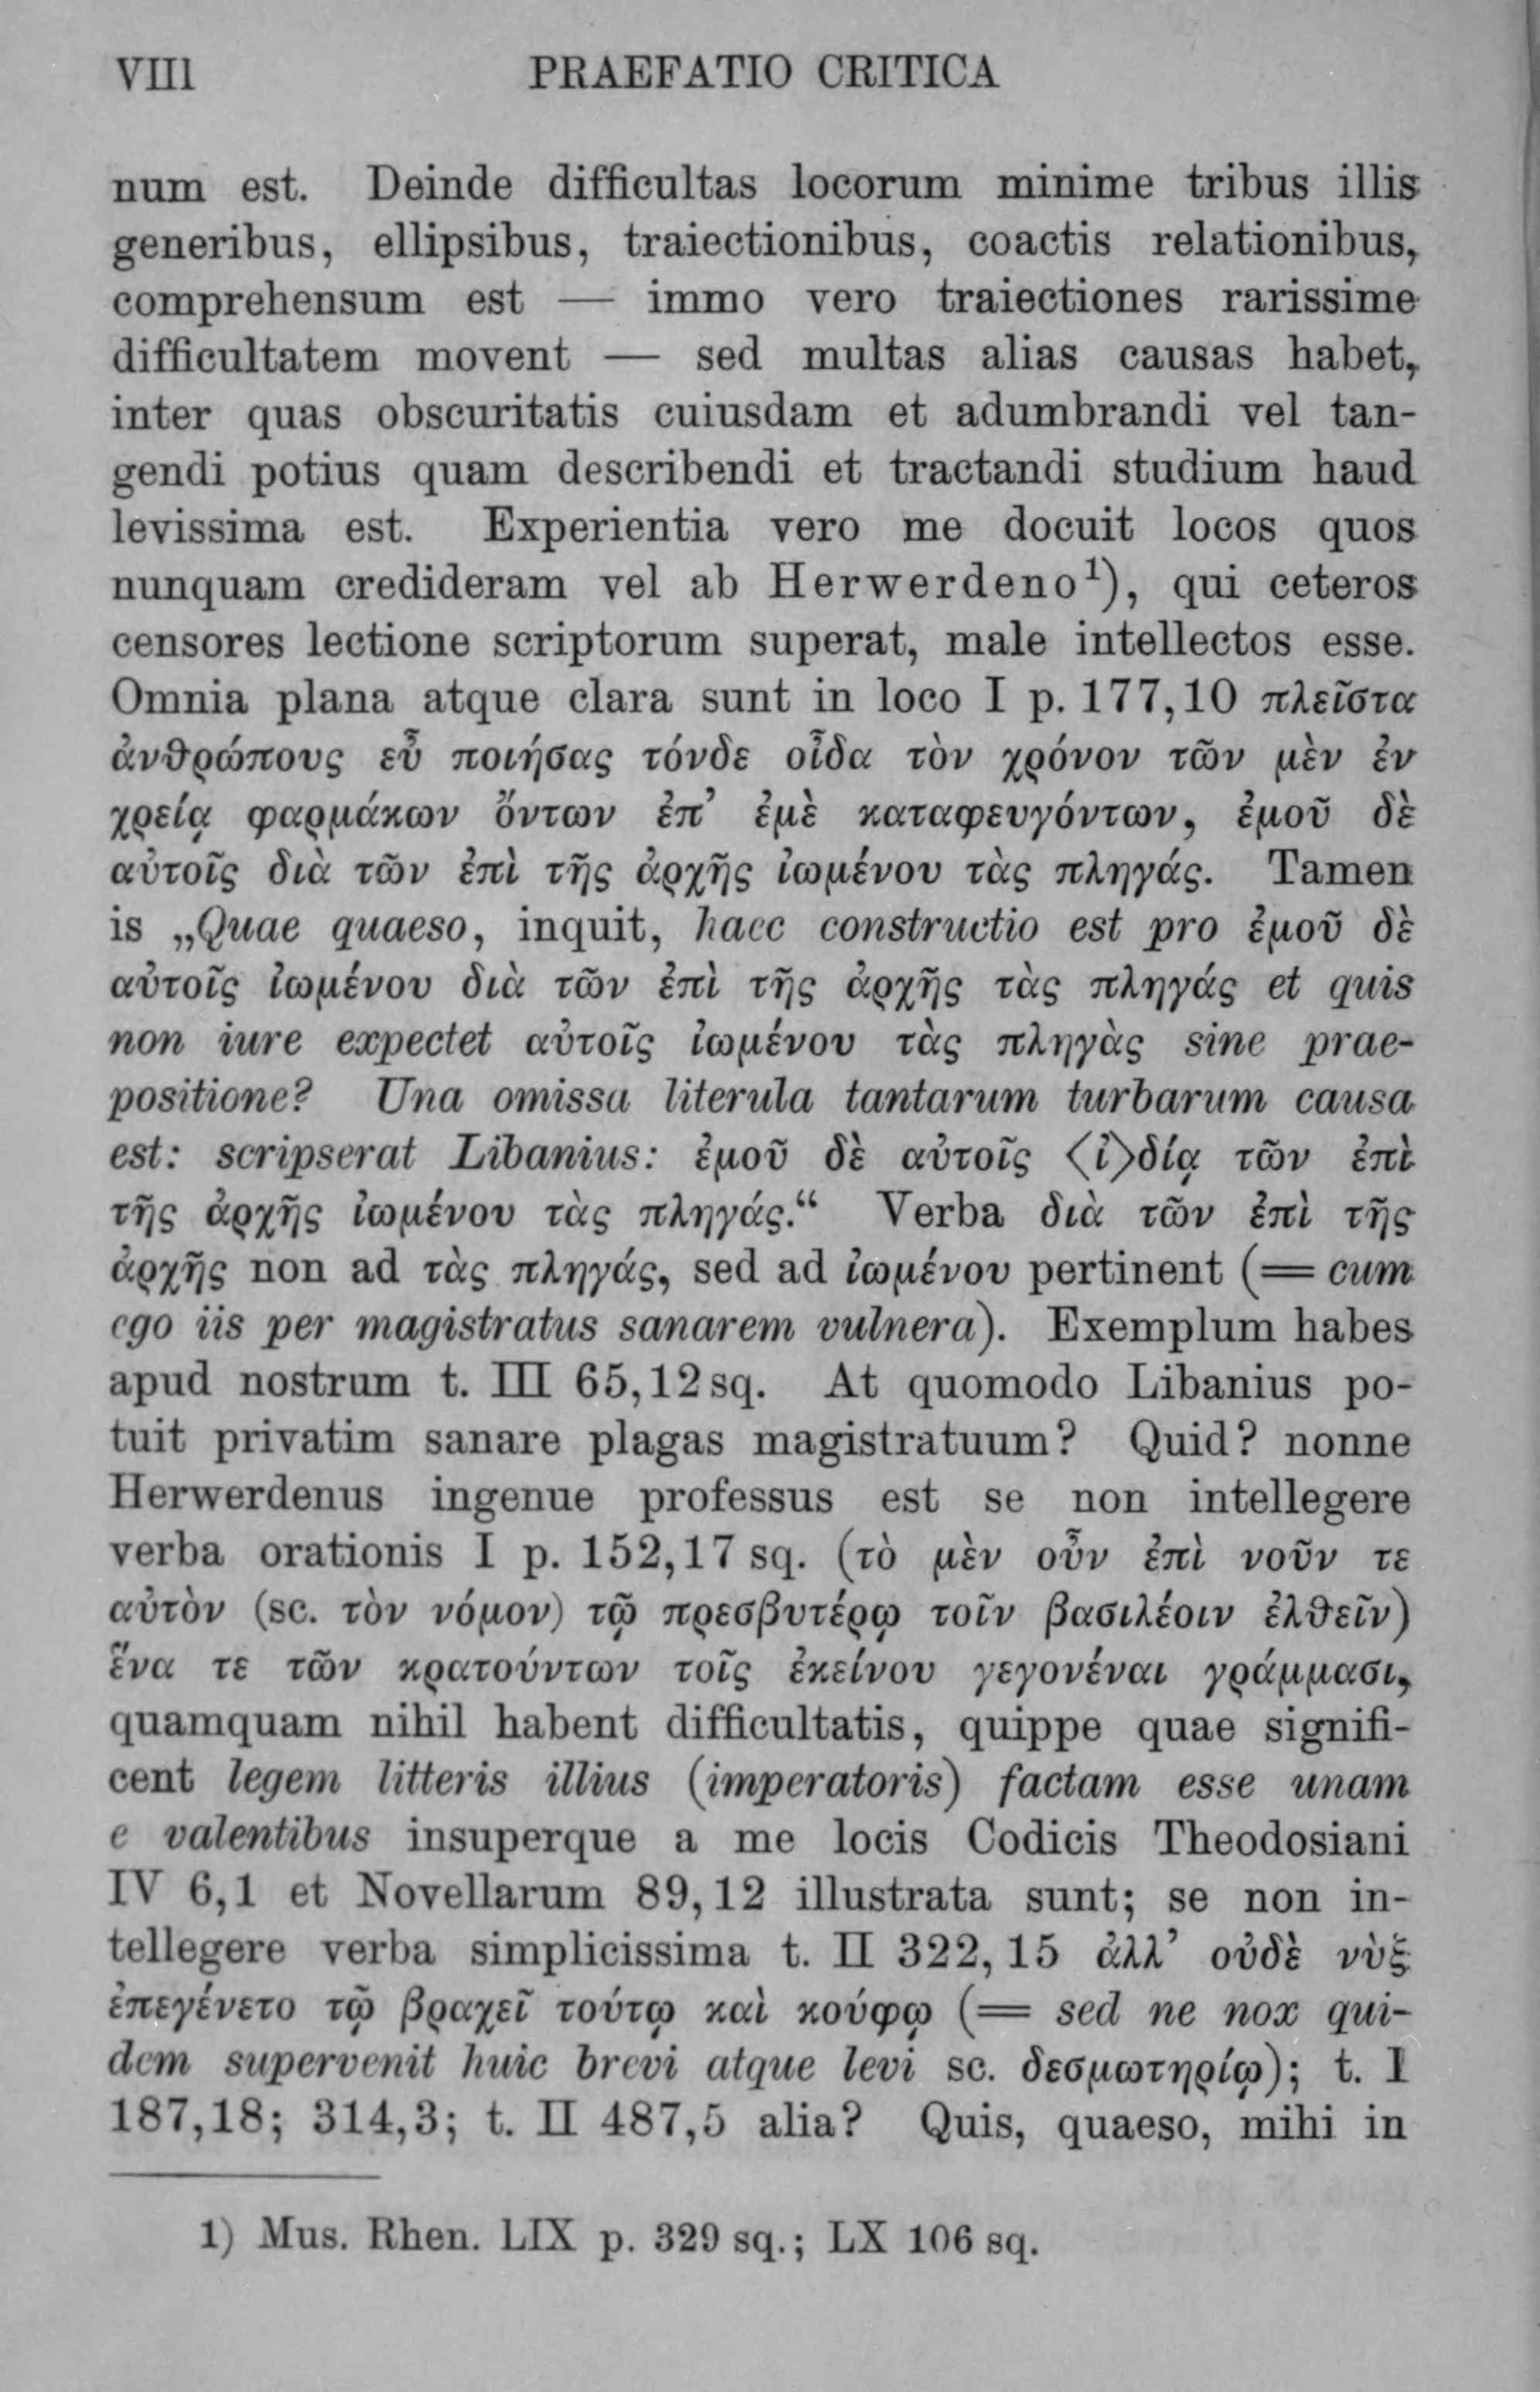 VIII PRAEFATIO CRITICA
num est. Deinde difficultas locorum minime tribus illis
generibus, ellipsibus, traiectionibus, coactis relationibus,
comprehensum est — immo vero traiectiones rarissime
difficultatem movent — sed multas alias causas habet,
inter quas obscuritatis cuiusdam et adumbrandi vel tan-
gendi potius quam describendi et tractandi studium haud
levissima est. Experientia vero me docuit locos quos
nunquam credideram vel ab Herwerdeno¹), qui ceteros
censores lectione scriptorum superat, male intellectos esse.
Omnia plana atque clara sunt in loco I p. 177,10 πλεῖστα
ἀνθρώπους εὖ ποιήσας τόνδε οἶδα τὸν χρόνον τῶν μὲν ἐν
χρείᾳ φαρμάκων ὄντων ἐπ’ ἐμὲ καταφευγόντων, ἐμοῦ δὲ
αὐτοῖς διὰ τῶν ἐπὶ τῆς ἀρχῆς ἰωμένου τὰς πληγάς. Tamen
is „Quae quaeso, inquit, haec constructio est pro ἐμοῦ δὲ
αὐτοῖς ἰωμένου διὰ τῶν ἐπὶ τῆς ἀρχῆς τὰς πληγάς et quis
non iure expectet αὐτοῖς ἰωμένου τὰς πληγὰς sine prae-
positione? Una omissa literula tantarum turbarum causa
est: scripserat Libanius: ἐμοῦ δὲ αὐτοῖς ⟨ἰ⟩δίᾳ τῶν ἐπὶ
τῆς ἀρχῆς ἰωμένου τὰς πληγάς.“ Verba διὰ τῶν ἐπὶ τῆς
ἀρχῆς non ad τὰς πληγάς, sed ad ἰωμένου pertinent (= cum
ego iis per magistratus sanarem vulnera). Exemplum habes
apud nostrum t. III 65,12 sq. At quomodo Libanius po-
tuit privatim sanare plagas magistratuum? Quid? nonne
Herwerdenus ingenue professus est se non intellegere
verba orationis I p. 152,17 sq. (τὸ μὲν οὖν ἐπὶ νοῦν τε
αὐτὸν (sc. τὸν νόμον) τῷ πρεσβυτέρῳ τοῖν βασιλέοιν ἐλθεῖν)
ἕνα τε τῶν κρατούντων τοῖς ἐκείνου γεγονέναι γράμμασι,
quamquam nihil habent difficultatis, quippe quae signifi-
cent legem litteris illius (imperatoris) factam esse unam
e valentibus insuperque a me locis Codicis Theodosiani
IV 6,1 et Novellarum 89,12 illustrata sunt; se non in-
tellegere verba simplicissima t. II 322,15 ἀλλ’ οὐδὲ νὺξ
ἐπεγένετο τῷ βραχεῖ τούτῳ καὶ κούφῳ (= sed ne nox qui-
dem supervenit huic brevi atque levi sc. δεσμωτηρίῳ); t. I
187,18; 314,3; t. II 487,5 alia? Quis, quaeso, mihi in
1) Mus. Rhen. LIX p. 329 sq.; LX 106 sq.